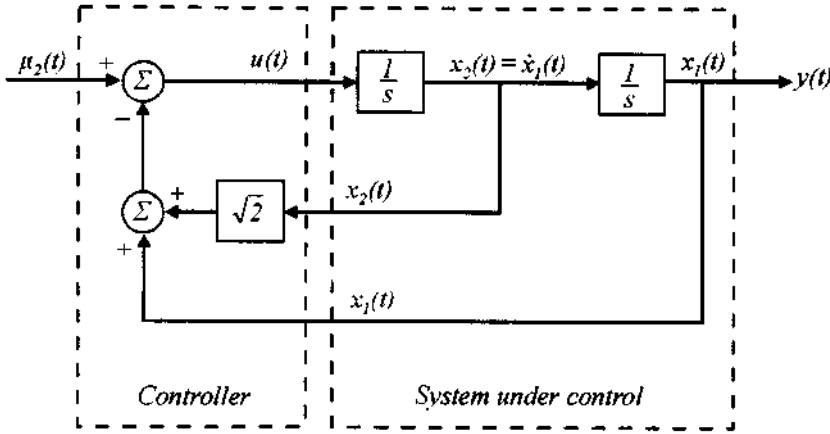 μ₂(t)
+
Σ
u(t)
1/s
x₂(t) = ẋ₁(t)
1/s
x₁(t)
y(t)
−
Σ
+
√2
x₂(t)
+
x₁(t)
Controller
System under control